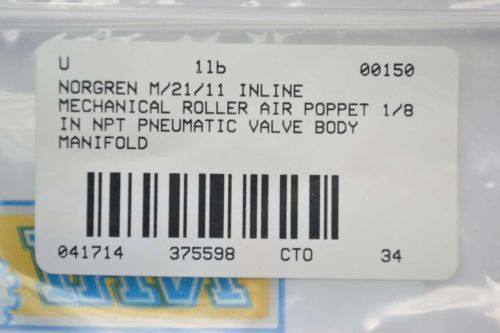 U 1lb 00150
NORGREN M/21/11 INLINE
MECHANICAL ROLLER AIR POPPET 1/8
IN NPT PNEUMATIC VALVE BODY
MANIFOLD
041714 375598 CTO 34